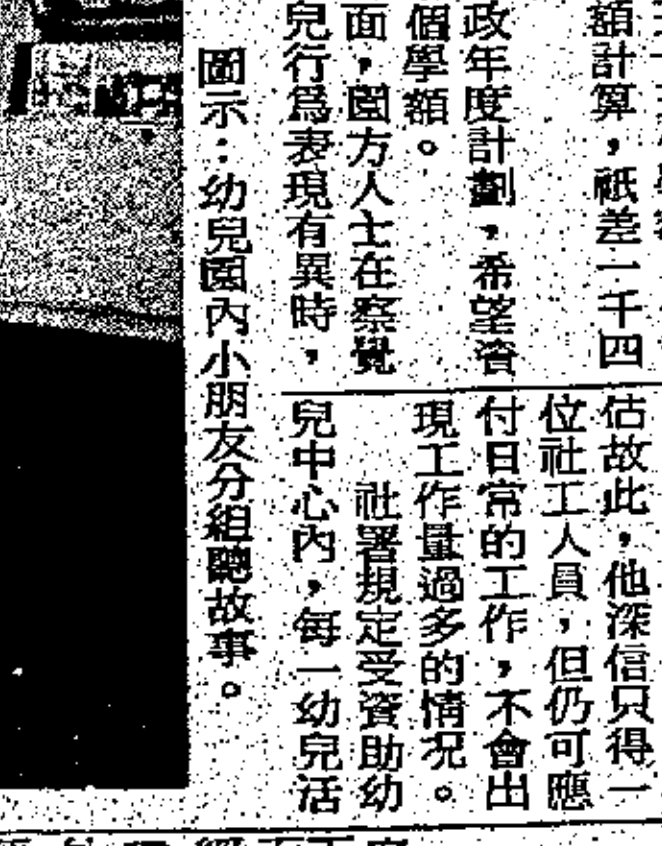 額計算，祇差一千四
政年度計劃，希望資
個學額。
面，園方人士在察覺
兒行爲表現有異時，
估故此，他深信只得一
位社工人員，但仍可應
付日常的工作，不會出
現工作量過多的情况。
社署規定受資助幼
兒中心內，每一幼兒活
圖示：幼兒園內小朋友分組聽故事。